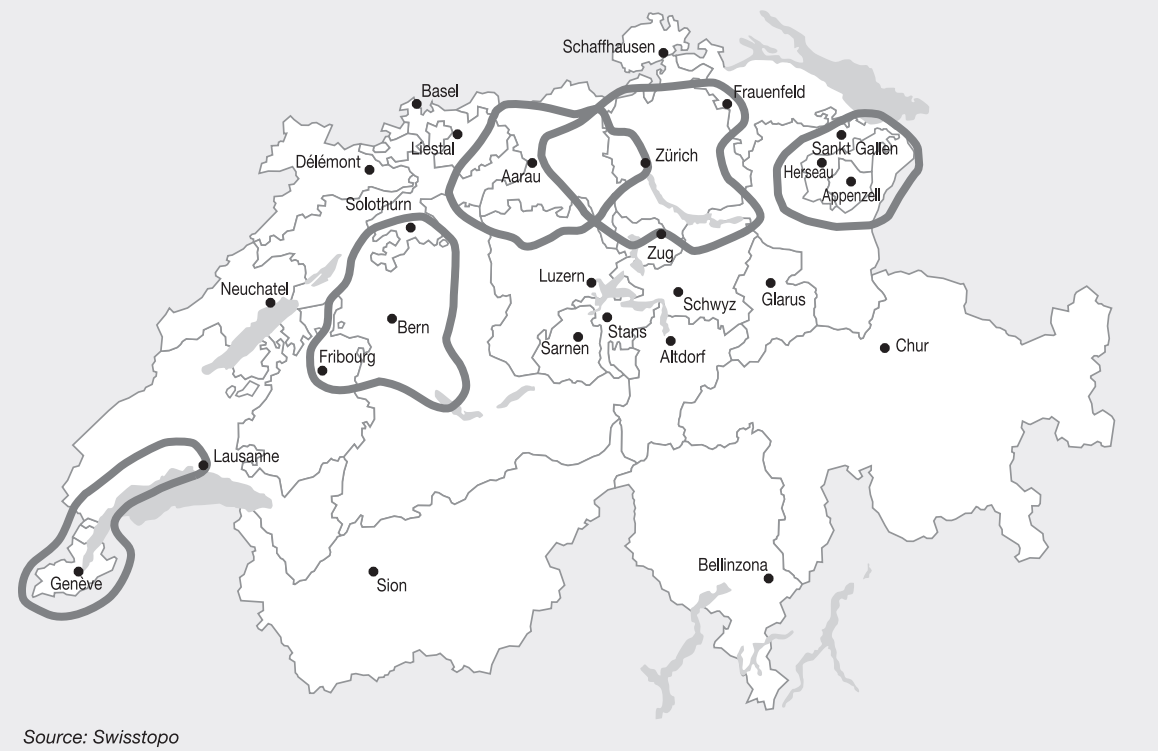 Schaffhausen
Basel
Frauenfeld
Liestal
Sankt Gallen
Délémont
Zürich
Herseau
Aarau
Appenzell
Solothurn
Zug
Luzern
Neuchatel
Glarus
Schwyz
Bern
Stans
Sarnen
Fribourg
Altdorf
Chur
Lausanne
Bellinzona
Genève
Sion
Source: Swisstopo